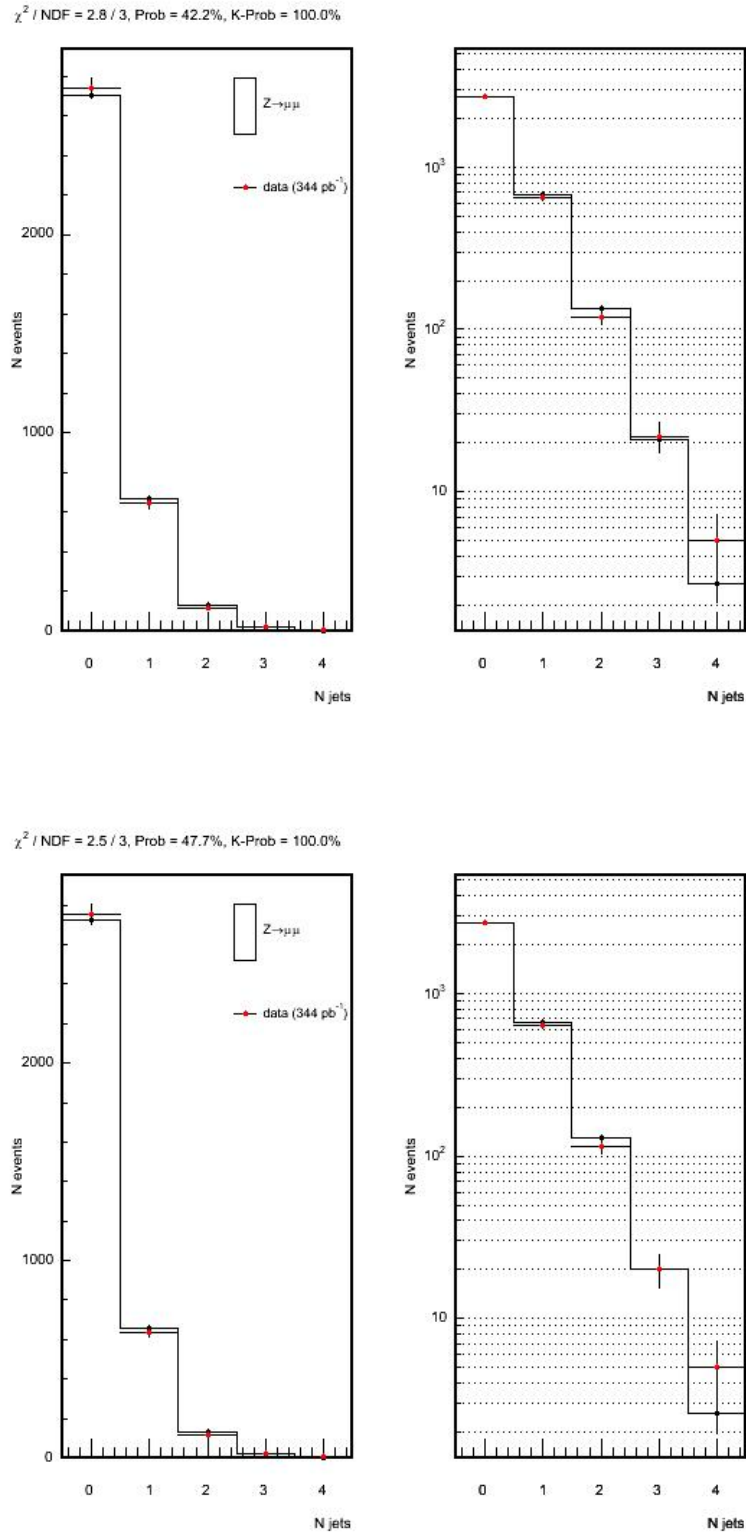 χ² / NDF = 2.8 / 3, Prob = 42.2%, K-Prob = 100.0%
N events
2000
1000
0
Z→μμ
data (344 pb⁻¹)
0 1 2 3 4
N jets
N events
10³
10²
10
0 1 2 3 4
N jets
χ² / NDF = 2.5 / 3, Prob = 47.7%, K-Prob = 100.0%
N events
2000
1000
0
Z→μμ
data (344 pb⁻¹)
0 1 2 3 4
N jets
N events
10³
10²
10
0 1 2 3 4
N jets